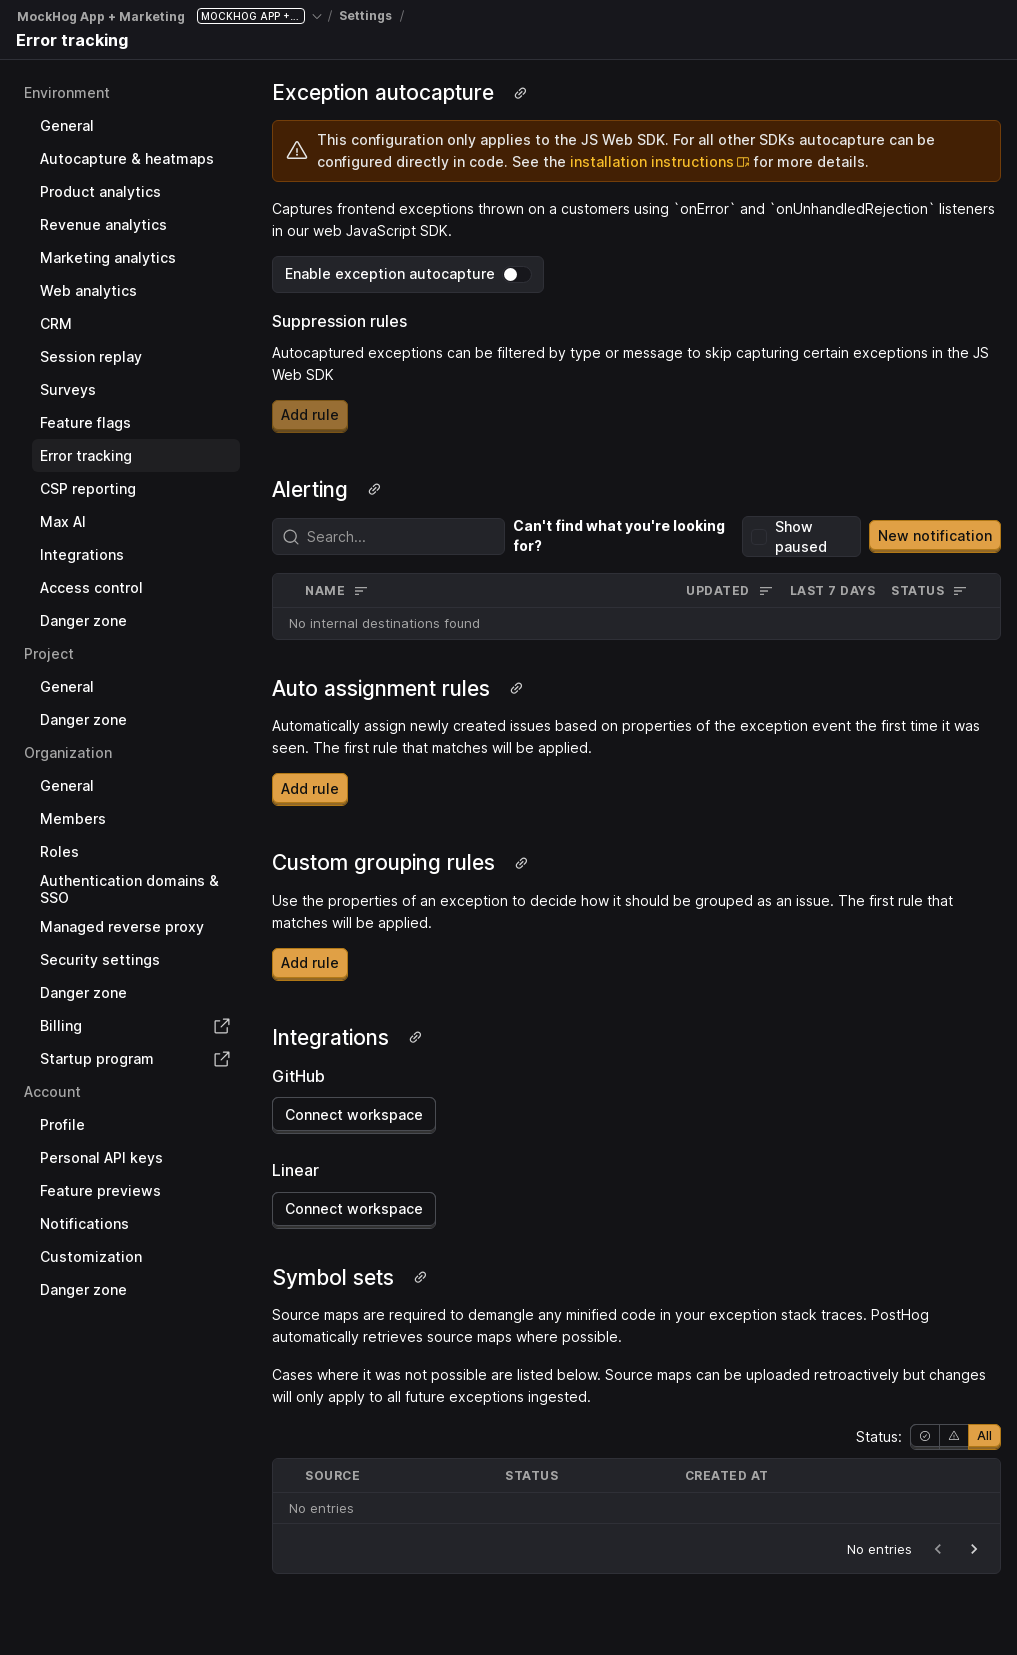 MockHog App + Marketing MOCKHOG APP +... / Settings /
Error tracking
Environment
General
Autocapture & heatmaps
Product analytics
Revenue analytics
Marketing analytics
Web analytics
CRM
Session replay
Surveys
Feature flags
Error tracking
CSP reporting
Max AI
Integrations
Access control
Danger zone
Project
General
Danger zone
Organization
General
Members
Roles
Authentication domains &
SSO
Managed reverse proxy
Security settings
Danger zone
Billing
Startup program
Account
Profile
Personal API keys
Feature previews
Notifications
Customization
Danger zone
Exception autocapture
This configuration only applies to the JS Web SDK. For all other SDKs autocapture can be
configured directly in code. See the installation instructions for more details.
Captures frontend exceptions thrown on a customers using `onError` and `onUnhandledRejection` listeners
in our web JavaScript SDK.
Enable exception autocapture
Suppression rules
Autocaptured exceptions can be filtered by type or message to skip capturing certain exceptions in the JS
Web SDK
Add rule
Alerting
Search...
Can't find what you're looking
for?
Show
paused
New notification
NAME UPDATED LAST 7 DAYS STATUS
No internal destinations found
Auto assignment rules
Automatically assign newly created issues based on properties of the exception event the first time it was
seen. The first rule that matches will be applied.
Add rule
Custom grouping rules
Use the properties of an exception to decide how it should be grouped as an issue. The first rule that
matches will be applied.
Add rule
Integrations
GitHub
Connect workspace
Linear
Connect workspace
Symbol sets
Source maps are required to demangle any minified code in your exception stack traces. PostHog
automatically retrieves source maps where possible.
Cases where it was not possible are listed below. Source maps can be uploaded retroactively but changes
will only apply to all future exceptions ingested.
Status: All
SOURCE STATUS CREATED AT
No entries
No entries